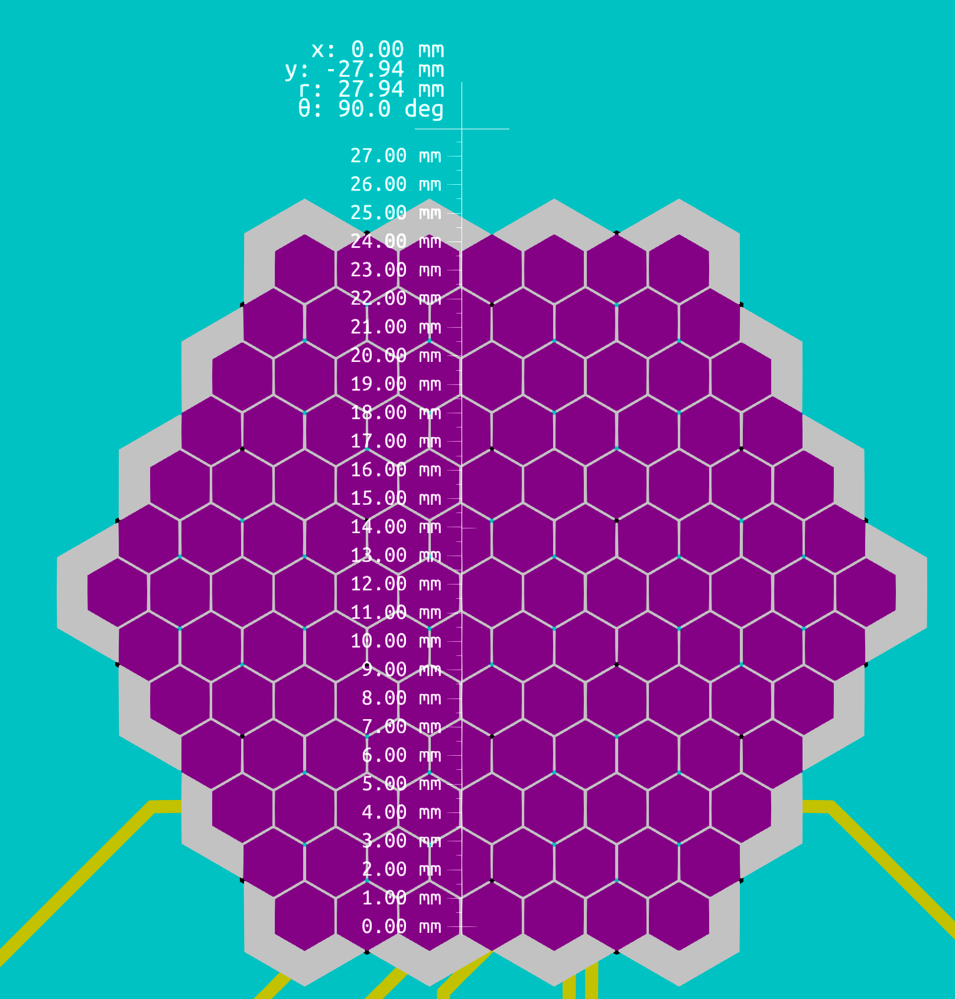 x: 0.00 mm
y: -27.94 mm
r: 27.94 mm
θ: 90.0 deg
27.00 mm
26.00 mm
25.00 mm
24.00 mm
23.00 mm
22.00 mm
21.00 mm
20.00 mm
19.00 mm
18.00 mm
17.00 mm
16.00 mm
15.00 mm
14.00 mm
13.00 mm
12.00 mm
11.00 mm
10.00 mm
9.00 mm
8.00 mm
7.00 mm
6.00 mm
5.00 mm
4.00 mm
3.00 mm
2.00 mm
1.00 mm
0.00 mm